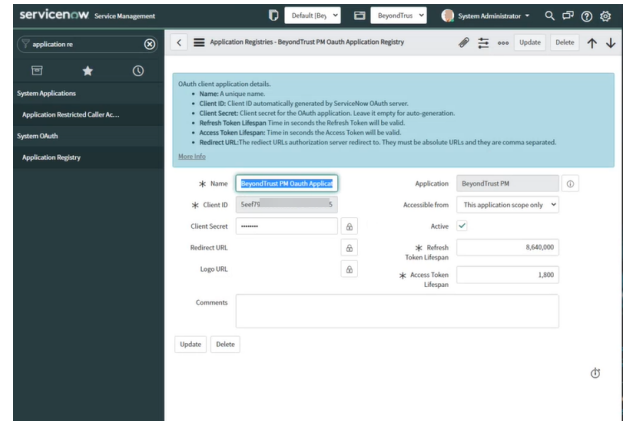 servicenow Service Management
Default (Bey
BeyondTrus
System Administrator
application re
Application Registries - BeyondTrust PM Oauth Application Registry
Update
Delete
OAuth client application details.
Name: A unique name.
Client ID: Client ID automatically generated by ServiceNow OAuth server.
Client Secret: Client secret for the OAuth application. Leave it empty for auto-generation.
Refresh Token Lifespan Time in seconds the Refresh Token will be valid.
Access Token Lifespan: Time in seconds the Access Token will be valid.
Redirect URL:The rediect URLs authorization server redirect to. They must be absolute URLs and they are comma separated.
More Info
System Applications
Application Restricted Caller Ac...
System OAuth
Application Registry
Name
BeyondTrust PM Oauth Applicat
Application
BeyondTrust PM
Client ID
5
Accessible from
This application scope only
Client Secret
••••••••
Active
Redirect URL
Refresh
Token Lifespan
8,640,000
Logo URL
Access Token
Lifespan
1,800
Comments
Update
Delete